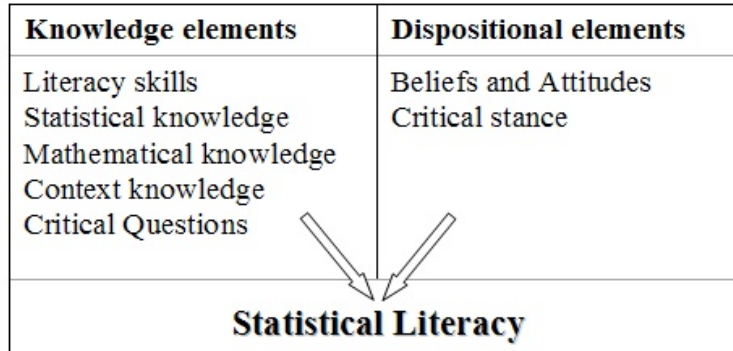 Knowledge elements
Literacy skills
Statistical knowledge
Mathematical knowledge
Context knowledge
Critical Questions
Dispositional elements
Beliefs and Attitudes
Critical stance
Statistical Literacy